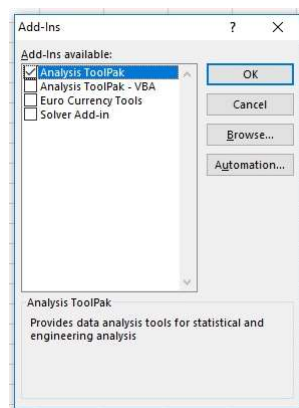 Add-Ins ? X
Add-Ins available:
Analysis ToolPak
Analysis ToolPak - VBA
Euro Currency Tools
Solver Add-in
OK
Cancel
Browse...
Automation...
Analysis ToolPak
Provides data analysis tools for statistical and
engineering analysis